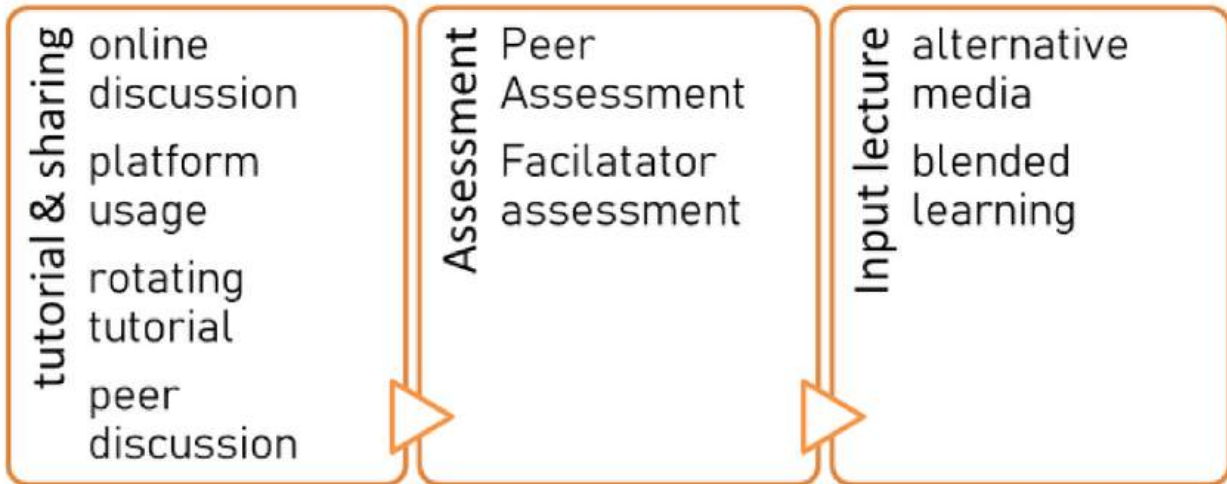 tutorial & sharing
online
discussion
platform
usage
rotating
tutorial
peer
discussion
Assessment
Peer
Assessment
Facilatator
assessment
Input lecture
alternative
media
blended
learning